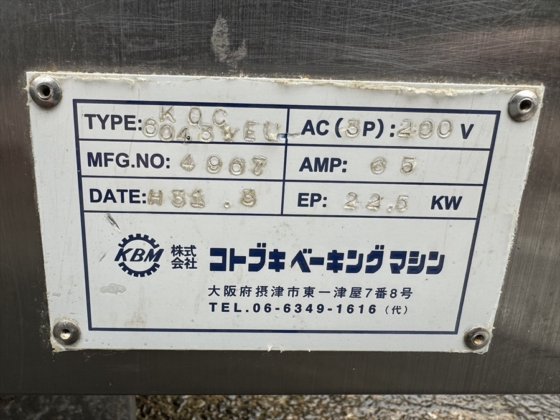 TYPE: KOC
AC(3P): 200 V
MFG.NO: 4967
AMP: 65
DATE:
EP: 22.5 KW
KBM 株式会社 コトブキベーキングマシン
大阪府摂津市東一津屋7番8号
TEL.06-6349-1616 (代)